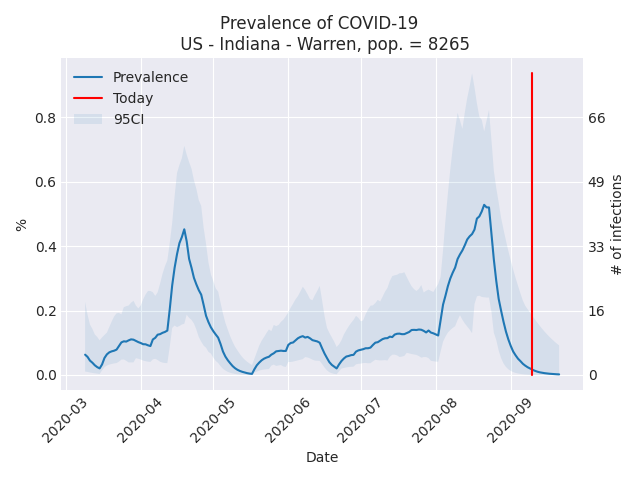 Prevalence of COVID-19
US - Indiana - Warren, pop. = 8265
Prevalence
Today
95CI
%
0.8
0.6
0.4
0.2
0.0
66
49
33
16
0
# of infections
2020-03
2020-04
2020-05
2020-06
2020-07
2020-08
2020-09
Date